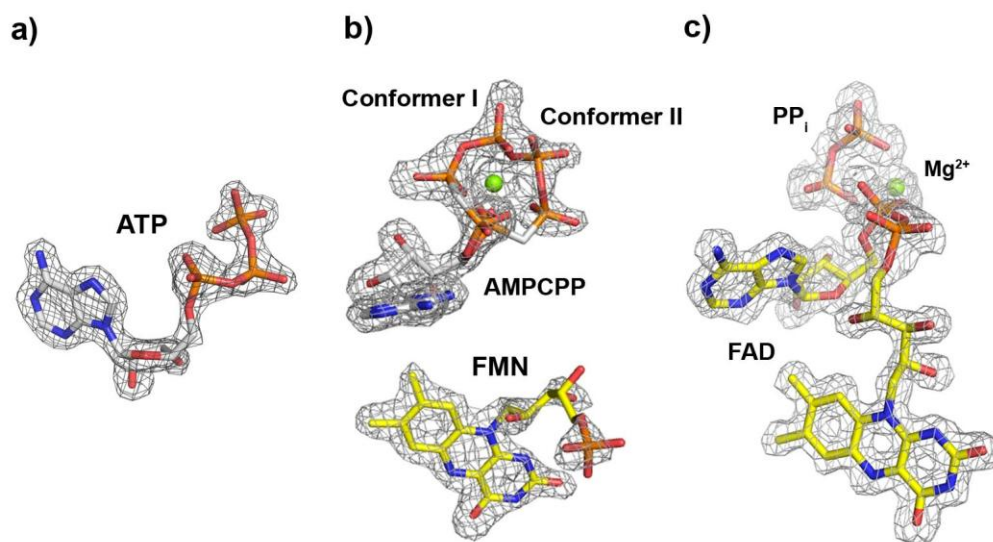 a)
b)
c)
Conformer I
Conformer II
PPi
Mg²⁺
ATP
AMPCPP
FMN
FAD